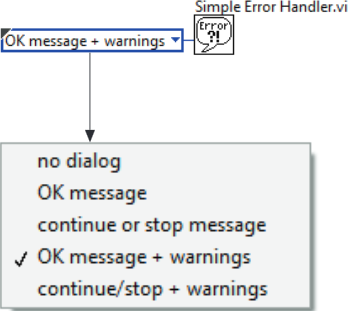 Simple Error Handler.vi
Error
?!
OK message + warnings
no dialog
OK message
continue or stop message
✓ OK message + warnings
continue/stop + warnings